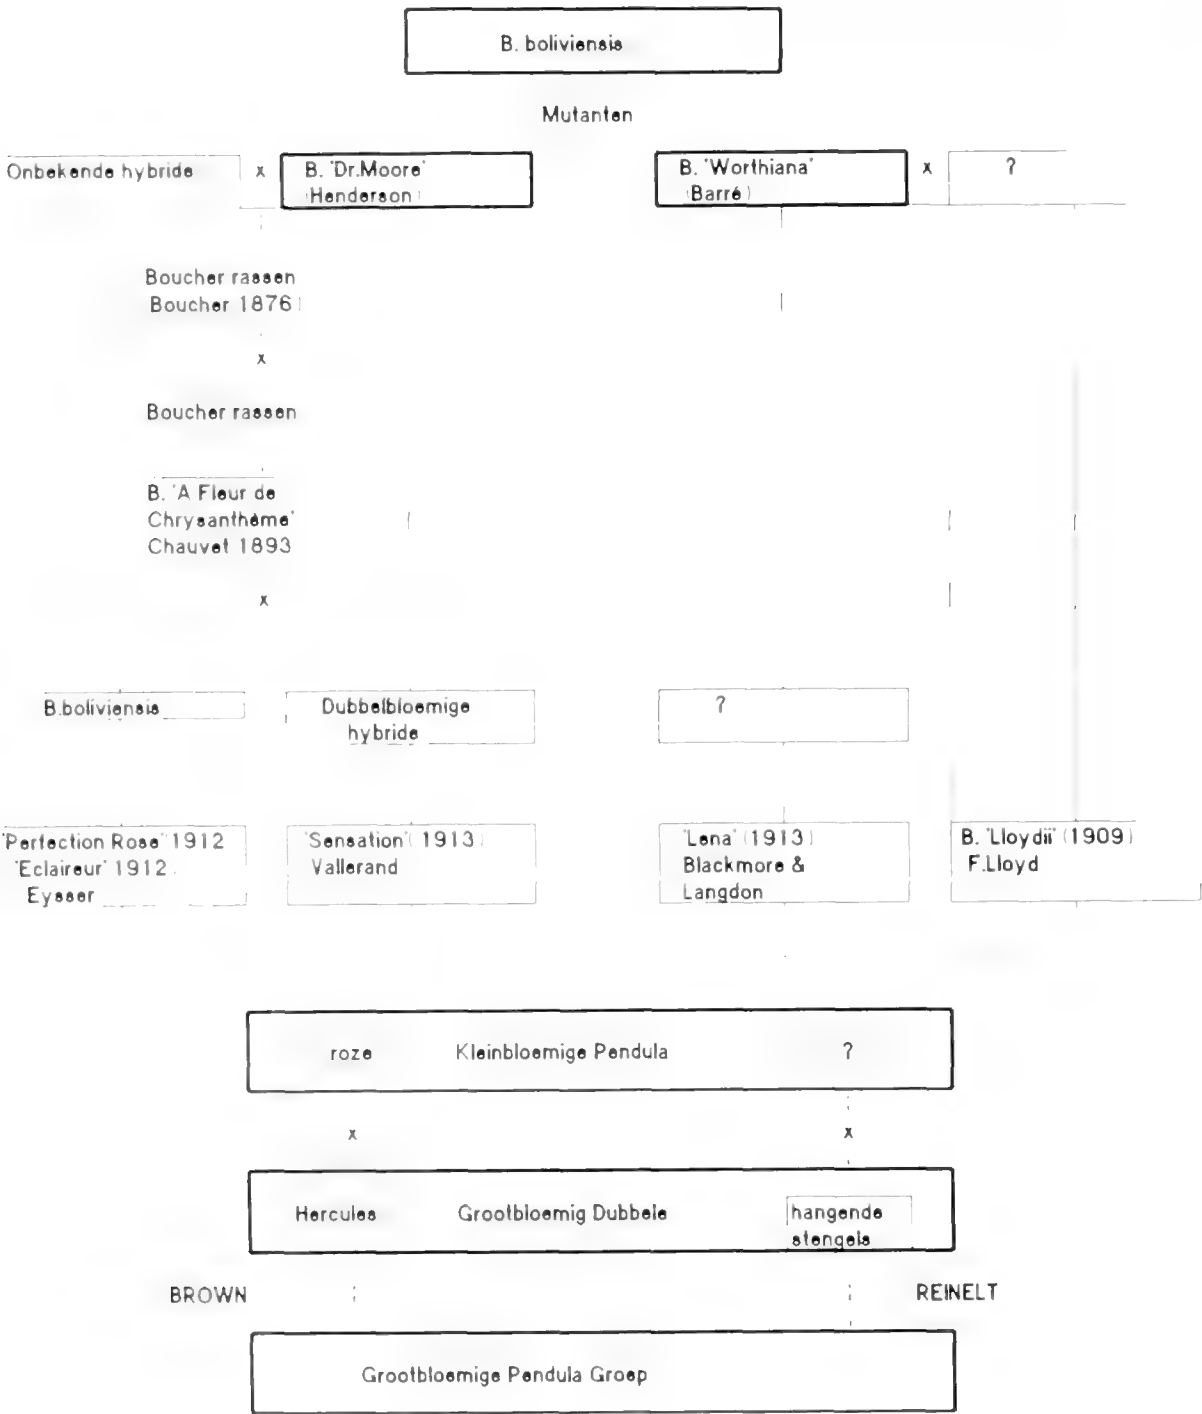 B. boliviensis
Mutanten
Onbekende hybride x B. 'Dr.Moore' B. 'Worthiana' x ?
(Henderson) (Barré)
Boucher rassen
Boucher 1876)
x
Boucher rassen
B. 'A Fleur de
Chrysanthème'
Chauvet 1893
x
B.boliviensis Dubbelbloemige ?
hybride
'Perfection Rose' 1912 'Sensation' (1913) 'Lena' (1913) B. 'Lloydii' (1909)
'Eclaireur' 1912 Vallerand Blackmore & F.Lloyd
Eysser Langdon
roze Kleinbloemige Pendula ?
x x
Hercules Grootbloemig Dubbele hangende
stengels
BROWN REINELT
Grootbloemige Pendula Groep